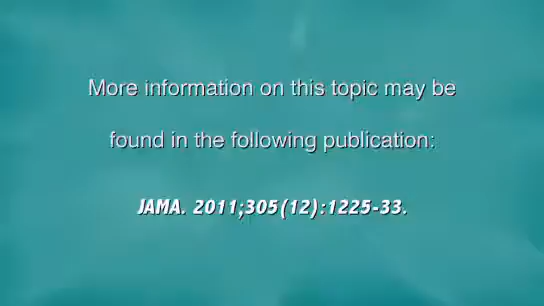 More information on this topic may be
found in the following publication:
JAMA. 2011;305(12):1225-33.